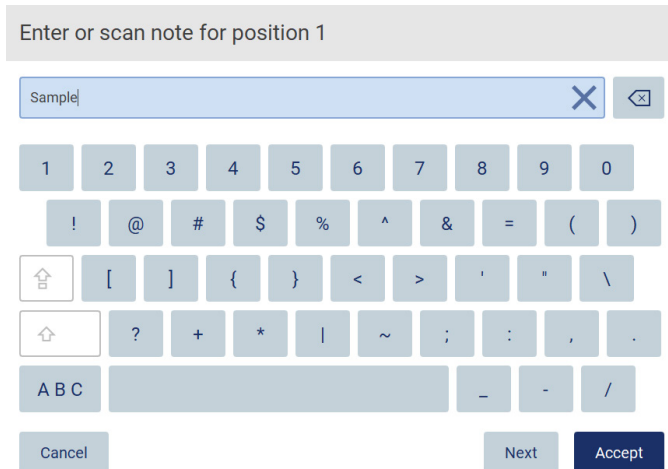 Enter or scan note for position 1
Sample
1 2 3 4 5 6 7 8 9 0
! @ # $ % ^ & = ( )
[ ] { } < > ' " \
? + * | ~ ; : , .
A B C _ - /
Cancel Next Accept